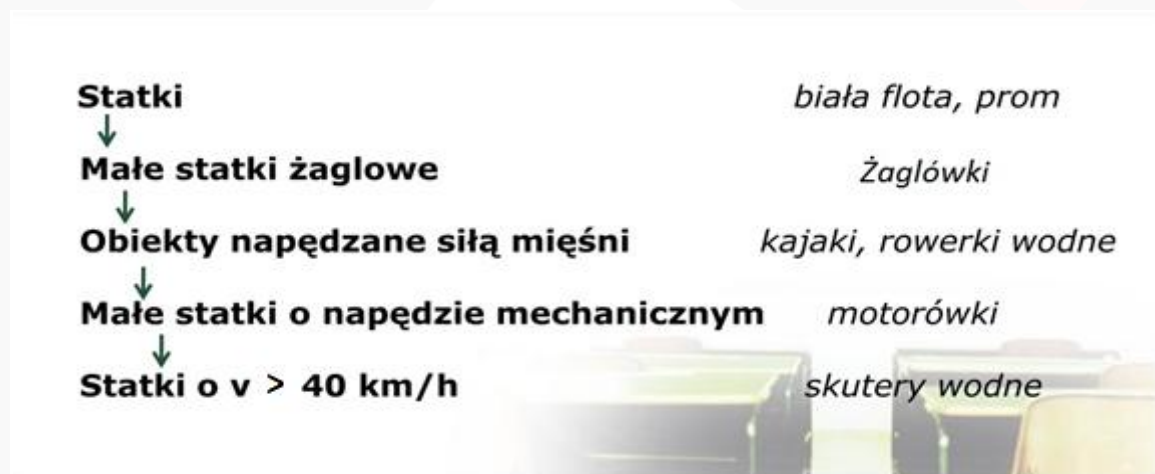 Statki biała flota, prom
Małe statki żaglowe Żaglówki
Obiekty napędzane siłą mięśni kajaki, rowerki wodne
Małe statki o napędzie mechanicznym motorówki
Statki o v > 40 km/h skutery wodne